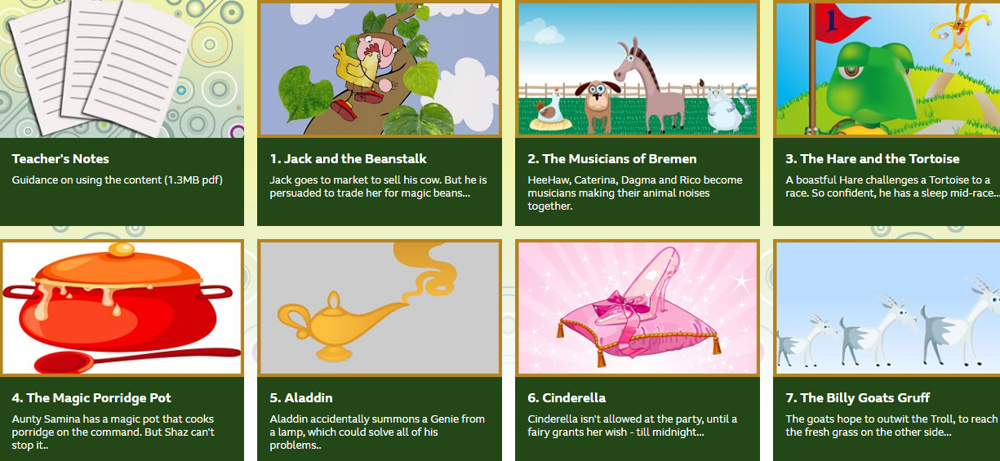 1
Teacher's Notes
Guidance on using the content (1.3MB pdf)
1. Jack and the Beanstalk
Jack goes to market to sell his cow. But he is
persuaded to trade her for magic beans...
2. The Musicians of Bremen
HeeHaw, Caterina, Dagma and Rico become
musicians making their animal noises
together.
3. The Hare and the Tortoise
A boastful Hare challenges a Tortoise to a
race. So confident, he has a sleep mid-race...
4. The Magic Porridge Pot
Aunty Samina has a magic pot that cooks
porridge on the command. But Shaz can't
stop it..
5. Aladdin
Aladdin accidentally summons a Genie from
a lamp, which could solve all of his
problems..
6. Cinderella
Cinderella isn't allowed at the party, until a
fairy grants her wish - till midnight...
7. The Billy Goats Gruff
The goats hope to outwit the Troll, to reach
the fresh grass on the other side...